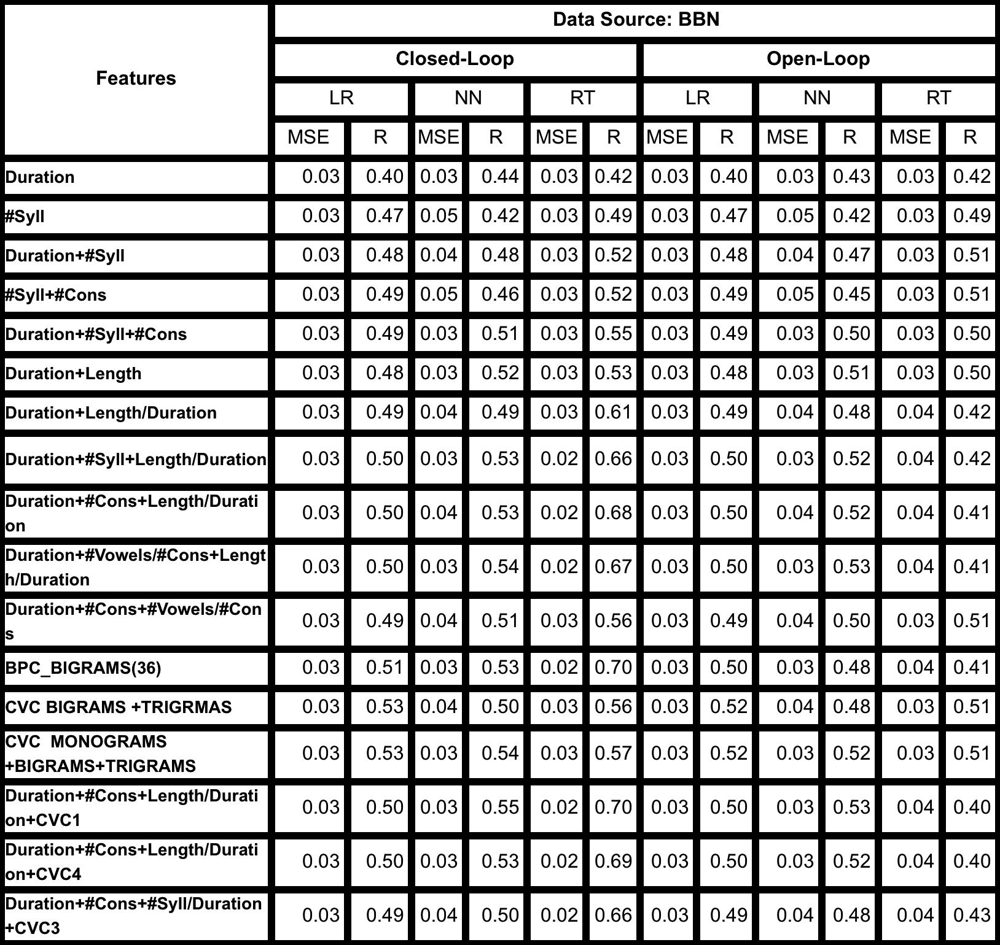 Data Source: BBN
Features
Closed-Loop Open-Loop
LR NN RT LR NN RT
MSE R MSE R MSE R MSE R MSE R MSE R
Duration 0.03 0.40 0.03 0.44 0.03 0.42 0.03 0.40 0.03 0.43 0.03 0.42
#Syll 0.03 0.47 0.05 0.42 0.03 0.49 0.03 0.47 0.05 0.42 0.03 0.49
Duration+#Syll 0.03 0.48 0.04 0.48 0.03 0.52 0.03 0.48 0.04 0.47 0.03 0.51
#Syll+#Cons 0.03 0.49 0.05 0.46 0.03 0.52 0.03 0.49 0.05 0.45 0.03 0.51
Duration+#Syll+#Cons 0.03 0.49 0.03 0.51 0.03 0.55 0.03 0.49 0.03 0.50 0.03 0.50
Duration+Length 0.03 0.48 0.03 0.52 0.03 0.53 0.03 0.48 0.03 0.51 0.03 0.50
Duration+Length/Duration 0.03 0.49 0.04 0.49 0.03 0.61 0.03 0.49 0.04 0.48 0.04 0.42
Duration+#Syll+Length/Duration 0.03 0.50 0.03 0.53 0.02 0.66 0.03 0.50 0.03 0.52 0.04 0.42
Duration+#Cons+Length/Durati
on
0.03 0.50 0.04 0.53 0.02 0.68 0.03 0.50 0.04 0.52 0.04 0.41
Duration+#Vowels/#Cons+Lengt
h/Duration
0.03 0.50 0.03 0.54 0.02 0.67 0.03 0.50 0.03 0.53 0.04 0.41
Duration+#Cons+#Vowels/#Con
s
0.03 0.49 0.04 0.51 0.03 0.56 0.03 0.49 0.04 0.50 0.03 0.51
BPC_BIGRAMS(36) 0.03 0.51 0.03 0.53 0.02 0.70 0.03 0.50 0.03 0.48 0.04 0.41
CVC BIGRAMS +TRIGRMAS 0.03 0.53 0.04 0.50 0.03 0.56 0.03 0.52 0.04 0.48 0.03 0.51
CVC MONOGRAMS
+BIGRAMS+TRIGRAMS
0.03 0.53 0.03 0.54 0.03 0.57 0.03 0.52 0.03 0.52 0.03 0.51
Duration+#Cons+Length/Durati
on+CVC1
0.03 0.50 0.03 0.55 0.02 0.70 0.03 0.50 0.03 0.53 0.04 0.40
Duration+#Cons+Length/Durati
on+CVC4
0.03 0.50 0.03 0.53 0.02 0.69 0.03 0.50 0.03 0.52 0.04 0.40
Duration+#Cons+#Syll/Duration
+CVC3
0.03 0.49 0.04 0.50 0.02 0.66 0.03 0.49 0.04 0.48 0.04 0.43